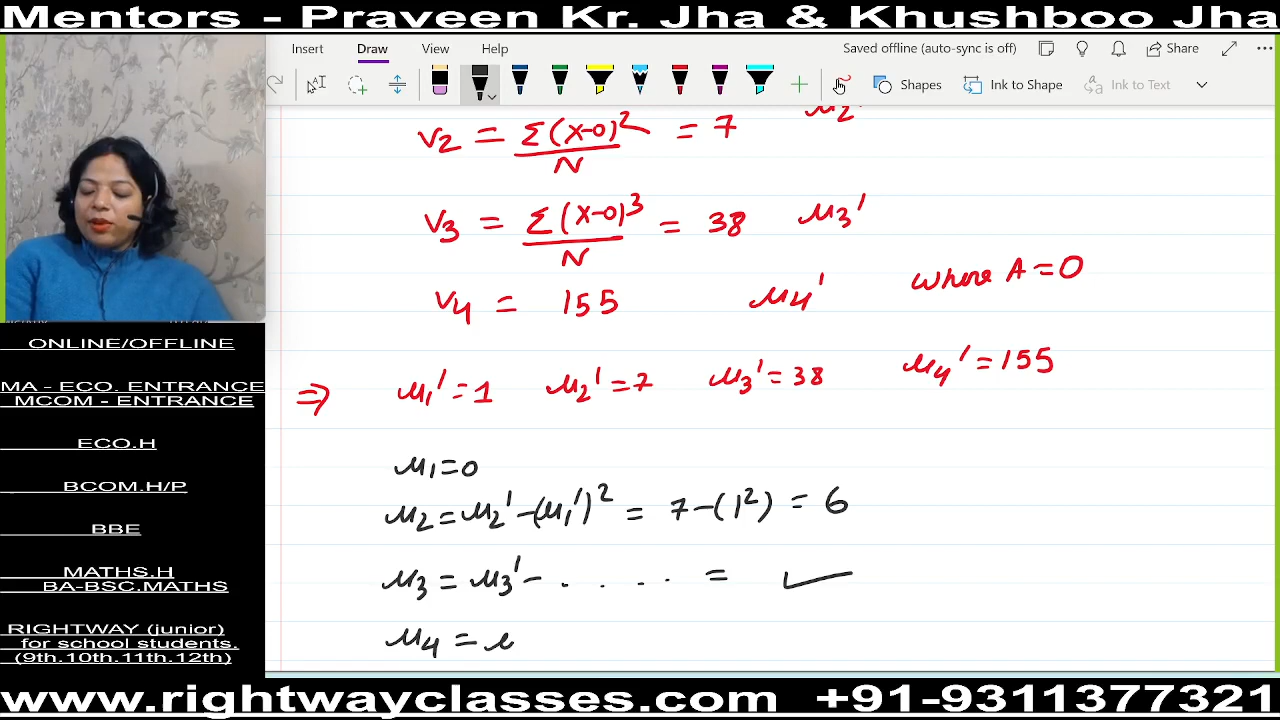 Mentors - Praveen Kr. Jha & Khushboo Jha
Insert Draw View Help Saved offline (auto-sync is off) Share
Shapes Ink to Shape Ink to Text
μ2'
v2 = Σ(x-0)²/N = 7
v3 = Σ(x-0)³/N = 38 μ3'
v4 = 155 μ4' where A = 0
⇒ μ1' = 1 μ2' = 7 μ3' = 38 μ4' = 155
μ1 = 0
μ2 = μ2' - (μ1')² = 7 - (1²) = 6
μ3 = μ3' - . . . . = ✓
μ4 =
ONLINE/OFFLINE
MA - ECO. ENTRANCE
MCOM - ENTRANCE
ECO.H
BCOM.H/P
BBE
MATHS.H
BA-BSC.MATHS
RIGHTWAY (junior)
for school students.
(9th.10th.11th.12th)
www.rightwayclasses.com +91-9311377321